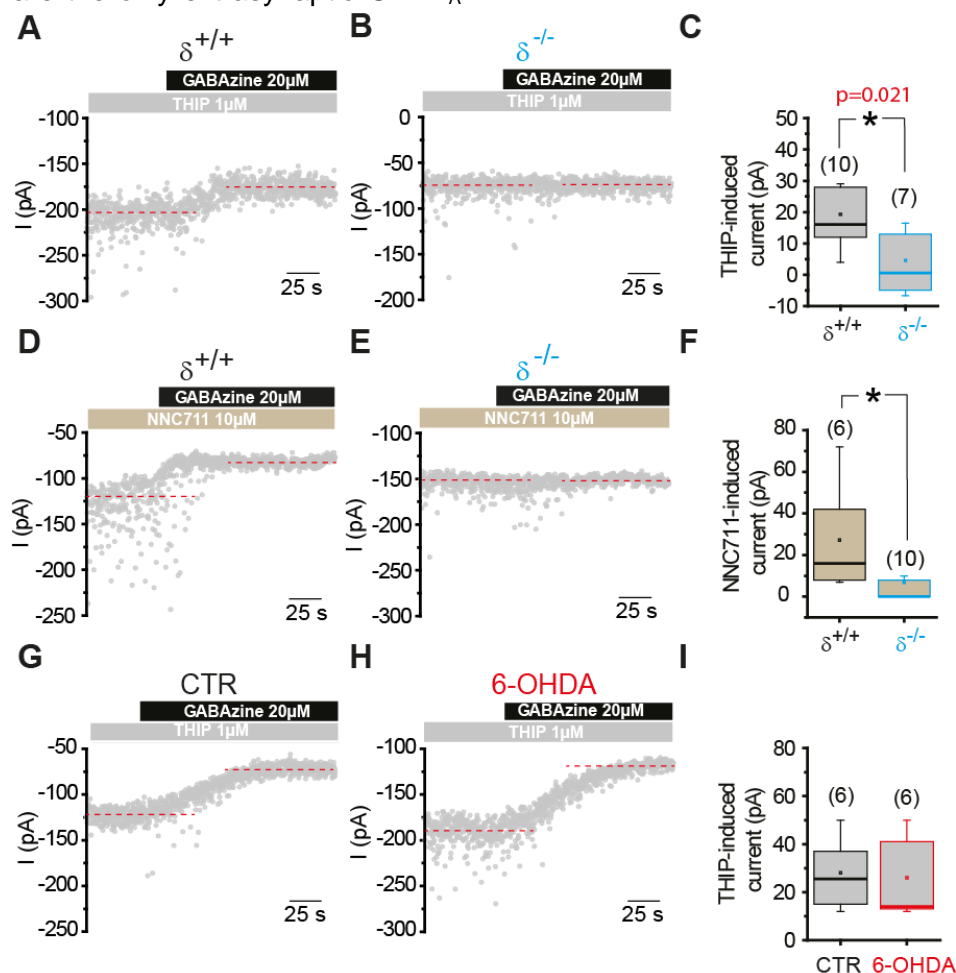 A
δ+/+
GABAzine 20µM
THIP 1µM
-100
-150
-200
-250
-300
I (pA)
25 s
B
δ-/-
GABAzine 20µM
THIP 1µM
0
-50
-100
-150
-200
I (pA)
25 s
C
p=0.021
*
(10)
(7)
50
40
30
20
10
0
-10
THIP-induced
current (pA)
δ+/+ δ-/-
D
δ+/+
GABAzine 20µM
NNC711 10µM
-50
-100
-150
-200
-250
I (pA)
25 s
E
δ-/-
GABAzine 20µM
NNC711 10µM
-100
-150
-200
-250
-300
I (pA)
25 s
F
*
(6)
(10)
80
60
40
20
0
NNC711-induced
current (pA)
δ+/+ δ-/-
G
CTR
GABAzine 20µM
THIP 1µM
-50
-100
-150
-200
-250
I (pA)
25 s
H
6-OHDA
GABAzine 20µM
THIP 1µM
-100
-150
-200
-250
-300
I (pA)
25 s
I
(6) (6)
80
60
40
20
0
THIP-induced
current (pA)
CTR 6-OHDA